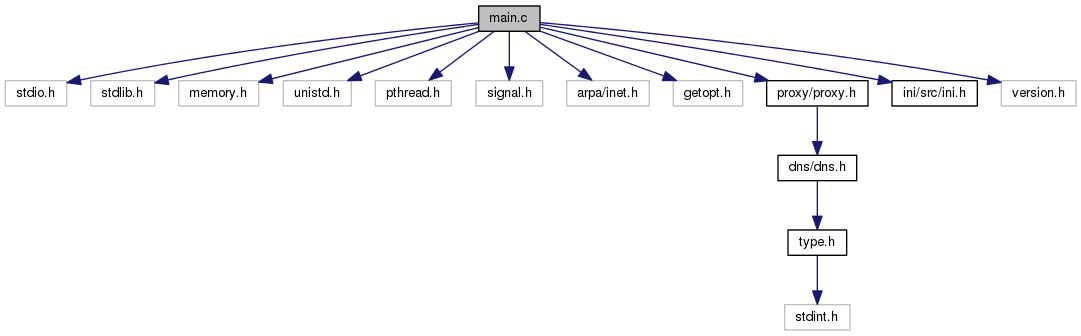 main.c
stdio.h
stdlib.h
memory.h
unistd.h
pthread.h
signal.h
arpa/inet.h
getopt.h
proxy/proxy.h
ini/src/ini.h
version.h
dns/dns.h
type.h
stdint.h